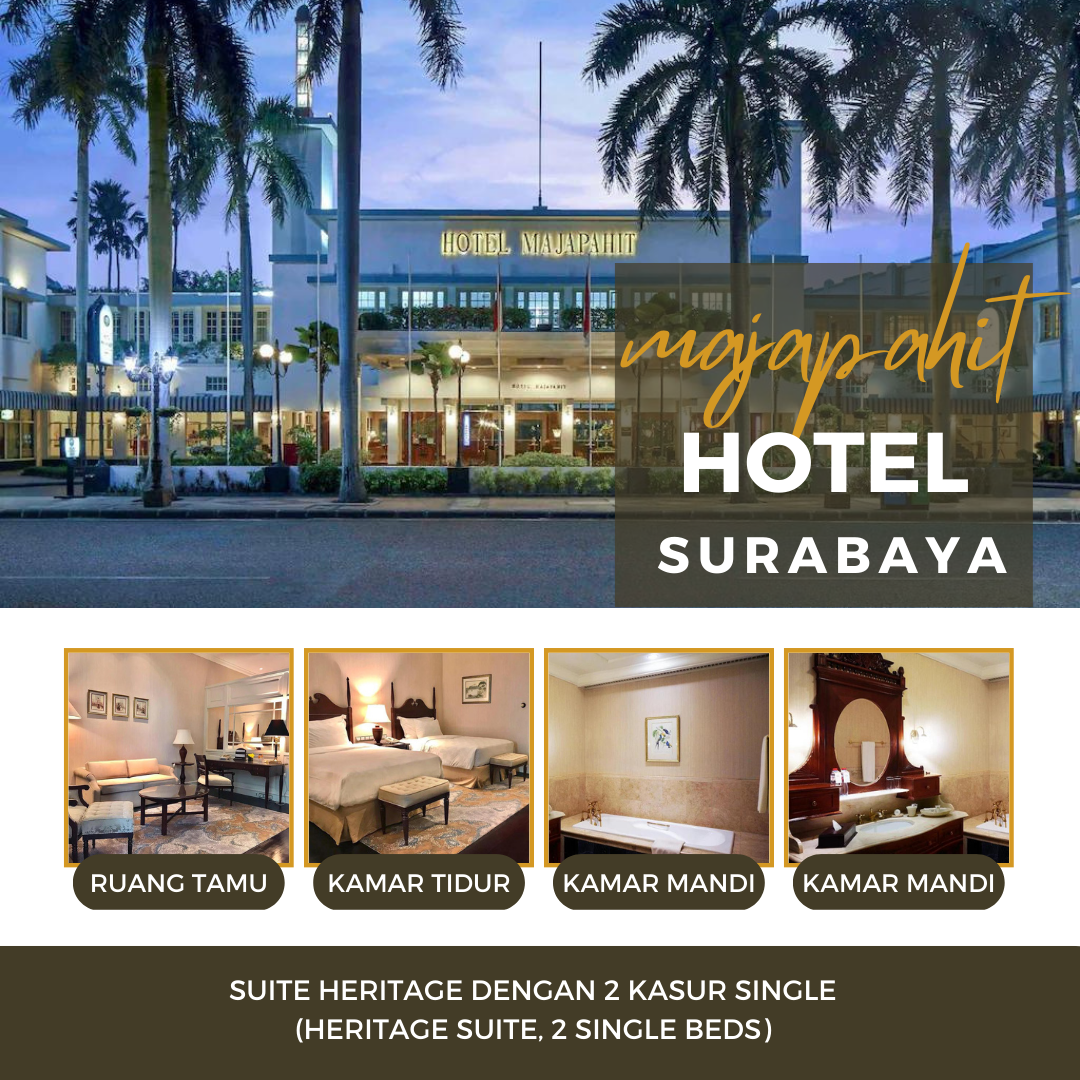 HOTEL MAJAPAHIT
HOTEL MAJAPAHIT
majapahit
HOTEL
SURABAYA
RUANG TAMU
KAMAR TIDUR
KAMAR MANDI
KAMAR MANDI
SUITE HERITAGE DENGAN 2 KASUR SINGLE
(HERITAGE SUITE, 2 SINGLE BEDS)